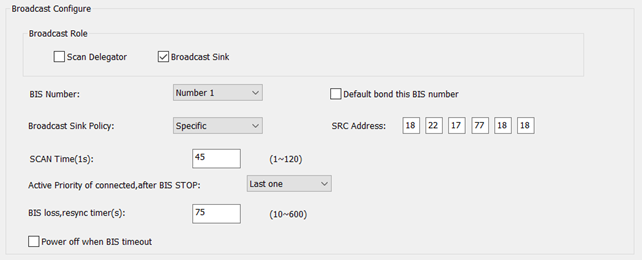 Broadcast Configure
Broadcast Role
Scan Delegator Broadcast Sink
BIS Number: Number 1 Default bond this BIS number
Broadcast Sink Policy: Specific SRC Address: 18 22 17 77 18 18
SCAN Time(1s): 45 (1~120)
Active Priority of connected,after BIS STOP: Last one
BIS loss,resync timer(s): 75 (10~600)
Power off when BIS timeout